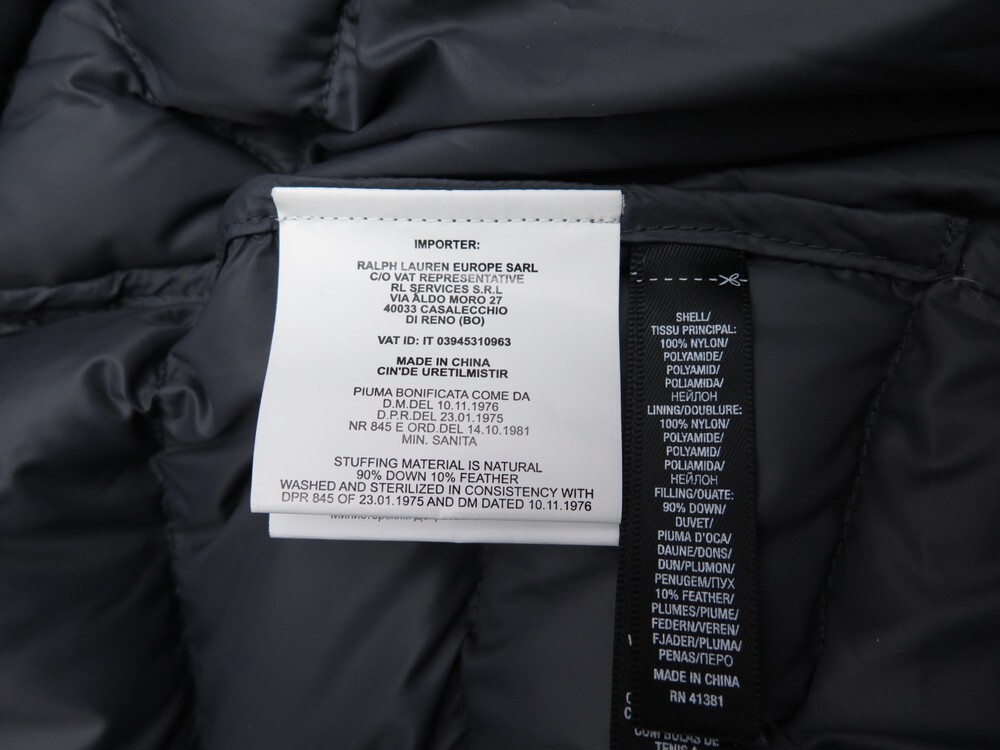 IMPORTER:
RALPH LAUREN EUROPE SARL
C/O VAT REPRESENTATIVE
RL SERVICES S.R.L
VIA ALDO MORO 27
40033 CASALECCHIO
DI RENO (BO)
VAT ID: IT 03945310963
MADE IN CHINA
CIN'DE URETILMISTIR
PIUMA BONIFICATA COME DA
D.M.DEL 10.11.1976
D.P.R.DEL 23.01.1975
NR 845 E ORD.DEL 14.10.1981
MIN. SANITA
STUFFING MATERIAL IS NATURAL
90% DOWN 10% FEATHER
WASHED AND STERILIZED IN CONSISTENCY WITH
DPR 845 OF 23.01.1975 AND DM DATED 10.11.1976
SHELL/
TISSU PRINCIPAL:
100% NYLON/
POLYAMIDE/
POLYAMID/
POLIAMIDA/
НЕЙЛОН
LINING/DOUBLURE:
100% NYLON/
POLYAMIDE/
POLYAMID/
POLIAMIDA/
НЕЙЛОН
FILLING/OUATE:
90% DOWN/
DUVET/
PIUMA D'OCA/
DAUNE/DONS/
DUN/PLUMON/
PENUGEM/ПУХ
10% FEATHER/
PLUMES/PIUME/
FEDERN/VEREN/
FJADER/PLUMA/
PENAS/ПЕРО
MADE IN CHINA
RN 41381
COM BOLAS DE
TENIS A